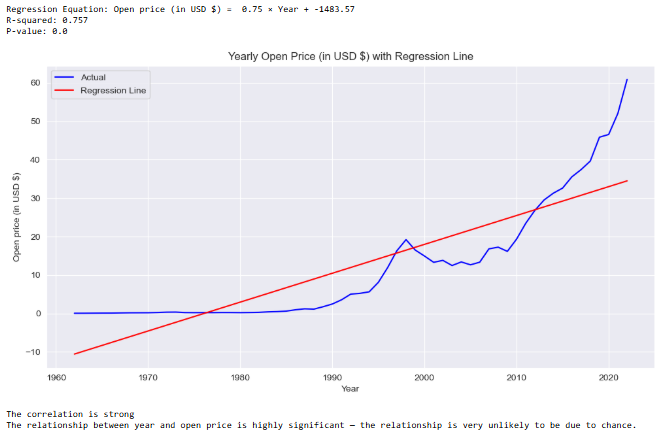 Regression Equation: Open price (in USD $) =  0.75 × Year + -1483.57
R-squared: 0.757
P-value: 0.0
Yearly Open Price (in USD $) with Regression Line
Actual
Regression Line
Open price (in USD $)
60
50
40
30
20
10
0
−10
1960
1970
1980
1990
2000
2010
2020
Year
The correlation is strong
The relationship between year and open price is highly significant — the relationship is very unlikely to be due to chance.